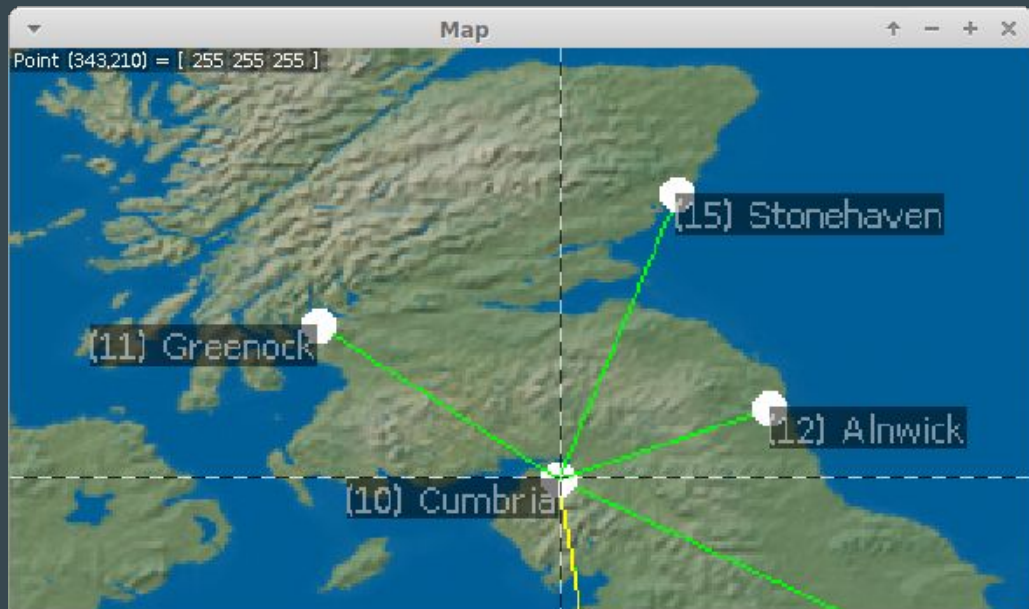 Map
Point (343,210) = [ 255 255 255 ]
(15) Stonehaven
(11) Greenock
(12) Alnwick
(10) Cumbria